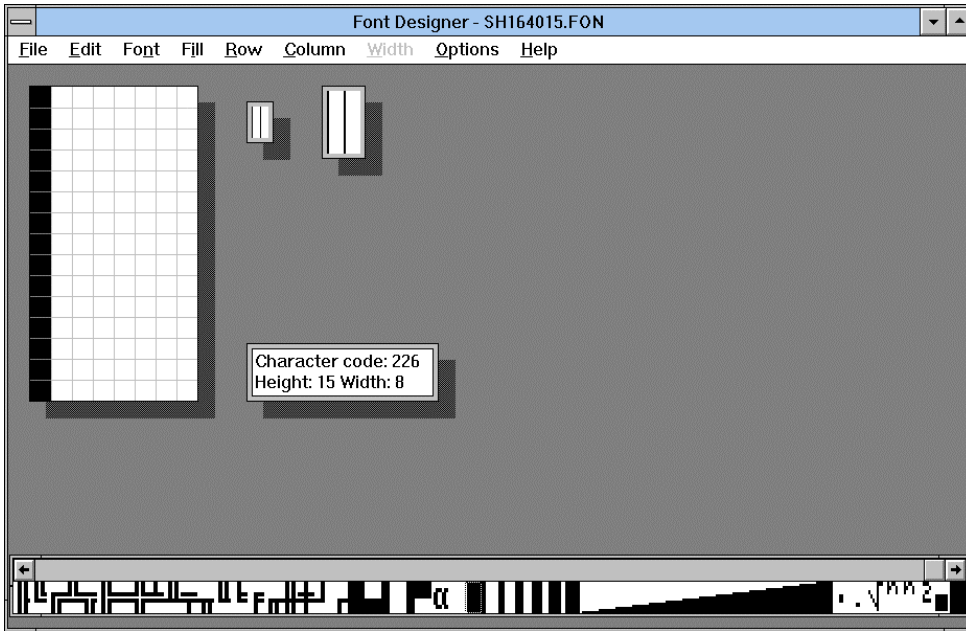 Font Designer - SH164015.FON
File Edit Font Fill Row Column Width Options Help
Character code: 226
Height: 15 Width: 8